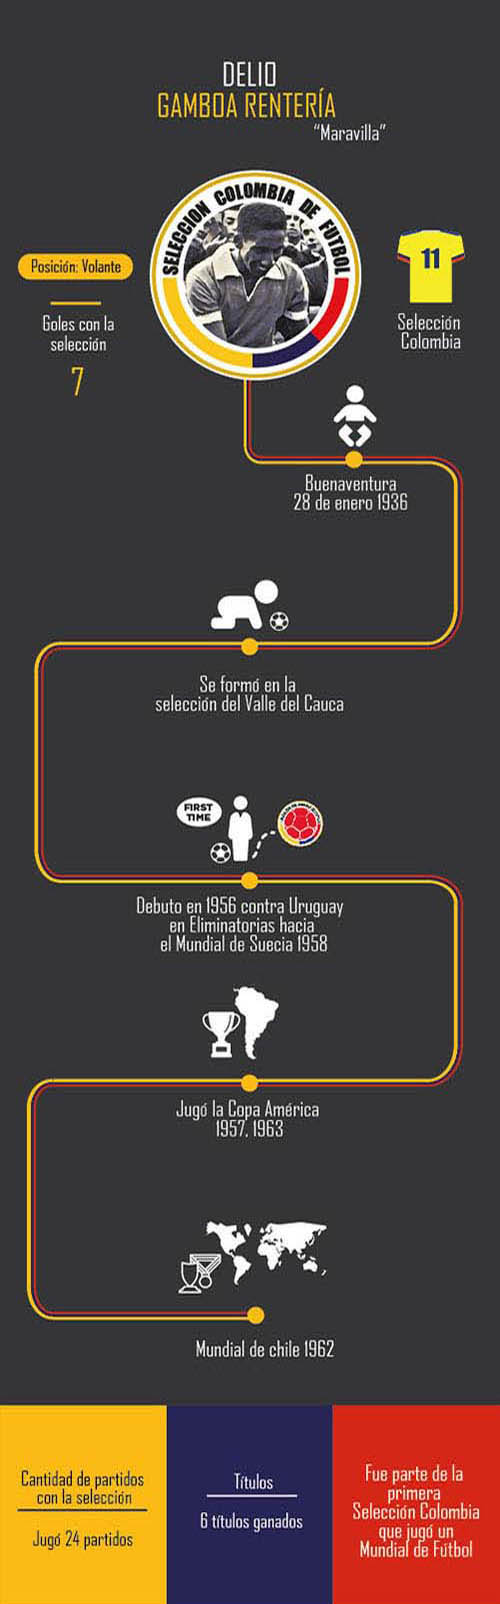 DELIO
GAMBOA RENTERÍA
“Maravilla”
SELECCION COLOMBIA DE FUTBOL
Posición: Volante
Goles con la
selección
7
11
Selección
Colombia
Buenaventura
28 de enero 1936
Se formó en la
selección del Valle del Cauca
FIRST
TIME
Debuto en 1956 contra Uruguay
en Eliminatorias hacia
el Mundial de Suecia 1958
Jugó la Copa América
1957, 1963
Mundial de chile 1962
Cantidad de partidos
con la selección
Jugó 24 partidos
Títulos
6 títulos ganados
Fue parte de la
primera
Selección Colombia
que jugó un
Mundial de Fútbol